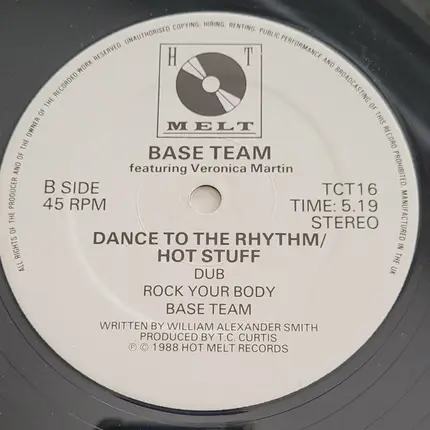 ALL RIGHTS OF THE PRODUCER AND OF THE OWNER OF THE RECORDED WORK RESERVED. UNAUTHORISED COPYING, HIRING, RENTING, PUBLIC PERFORMANCE AND BROADCASTING OF THIS RECORD PROHIBITED. MANUFACTURED IN THE UK
H T
MELT
BASE TEAM
featuring Veronica Martin
B SIDE TCT16
45 RPM TIME: 5.19
STEREO
DANCE TO THE RHYTHM/
HOT STUFF
DUB
ROCK YOUR BODY
BASE TEAM
WRITTEN BY WILLIAM ALEXANDER SMITH
PRODUCED BY T.C. CURTIS
℗ © 1988 HOT MELT RECORDS